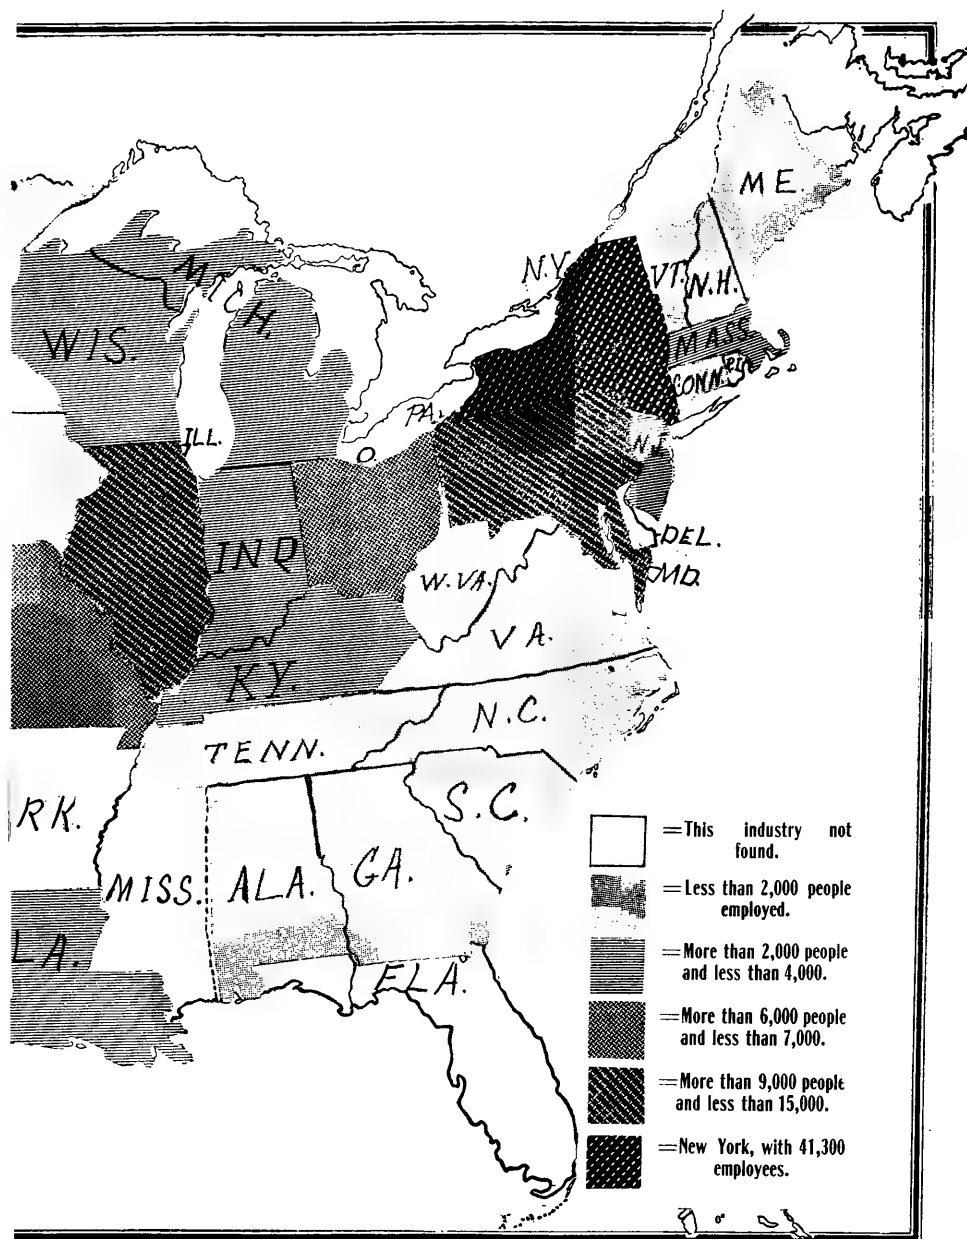 ME.
N.Y.
VT.
N.H.
MICH.
WIS.
MASS.
CONN.
R.I.
PA.
ILL.
O.
N.J.
IND.
DEL.
W.VA.
MD.
VA.
KY.
N.C.
TENN.
S.C.
RK.
GA.
MISS.
ALA.
LA.
FLA.
=This industry not
found.
=Less than 2,000 people
employed.
=More than 2,000 people
and less than 4,000.
=More than 6,000 people
and less than 7,000.
=More than 9,000 people
and less than 15,000.
=New York, with 41,300
employees.